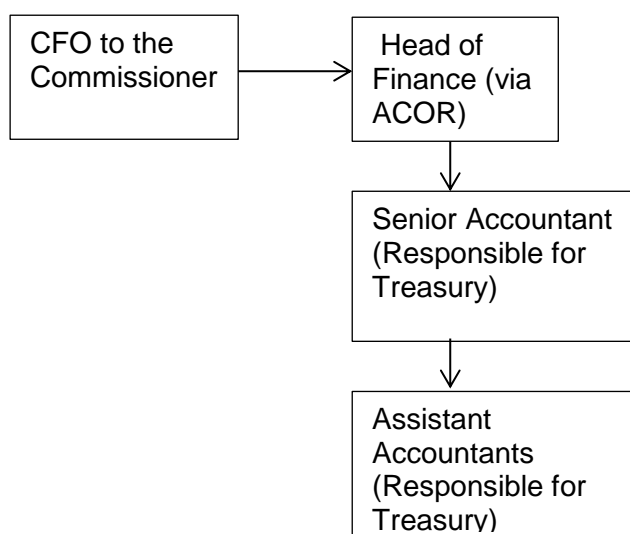 CFO to the
Commissioner
Head of
Finance (via
ACOR)
Senior Accountant
(Responsible for
Treasury)
Assistant
Accountants
(Responsible for
Treasury)